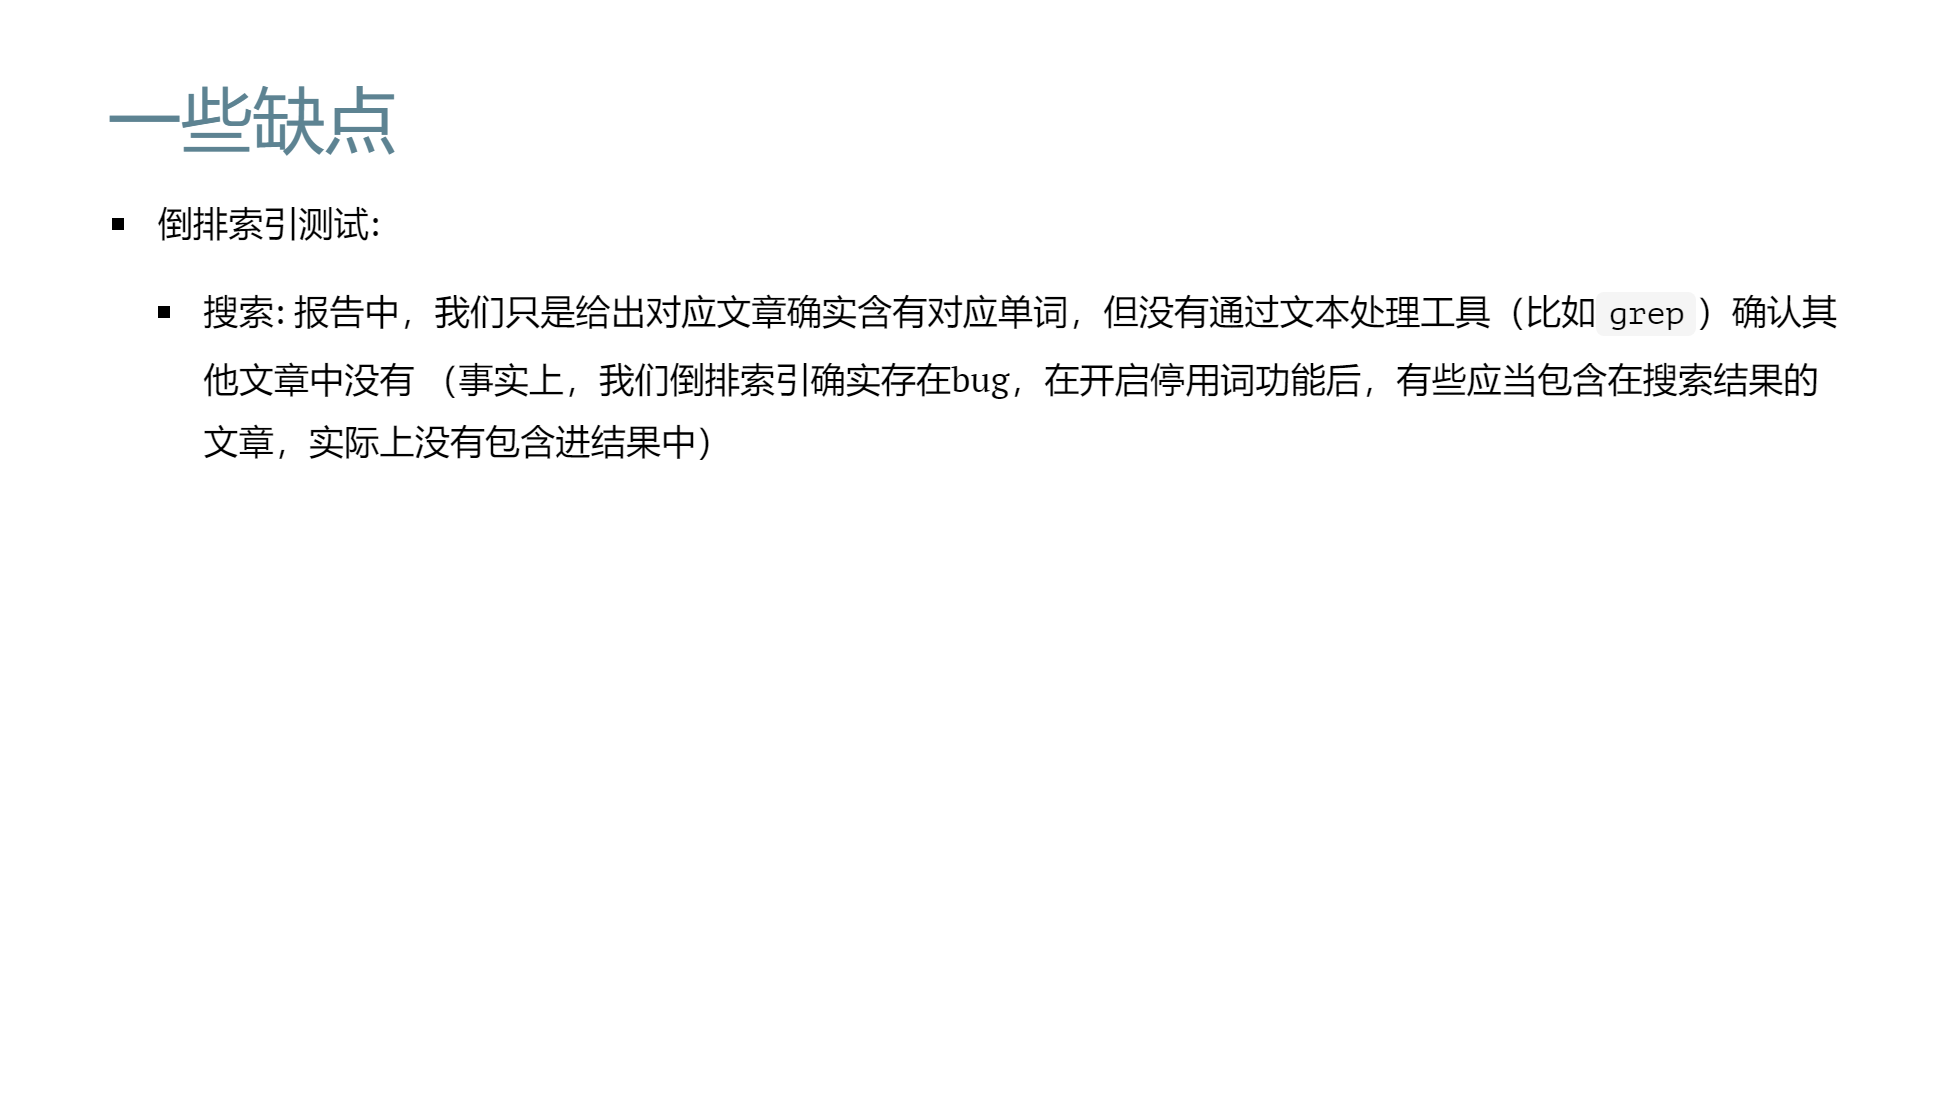 一些缺点
倒排索引测试:
搜索: 报告中，我们只是给出对应文章确实含有对应单词，但没有通过文本处理工具（比如 grep ）确认其
他文章中没有 （事实上，我们倒排索引确实存在bug，在开启停用词功能后，有些应当包含在搜索结果的
文章，实际上没有包含进结果中）